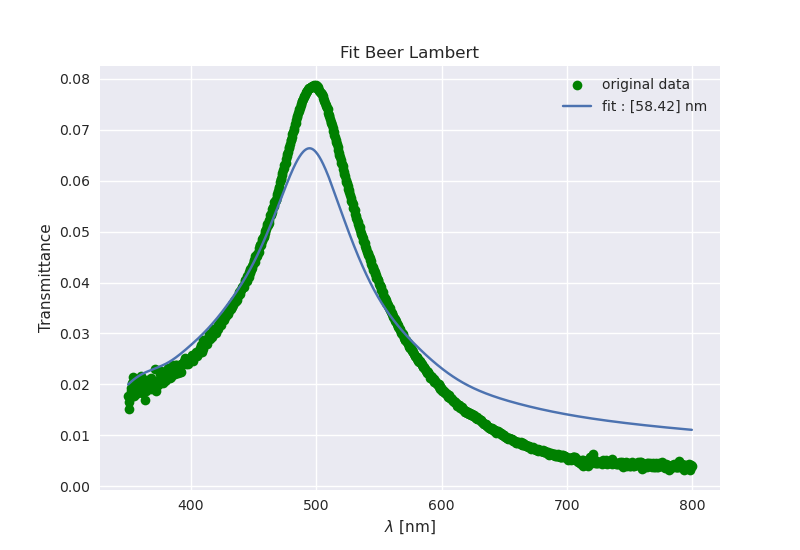 Fit Beer Lambert
original data
fit : [58.42] nm
Transmittance
0.08
0.07
0.06
0.05
0.04
0.03
0.02
0.01
0.00
400 500 600 700 800
λ [nm]